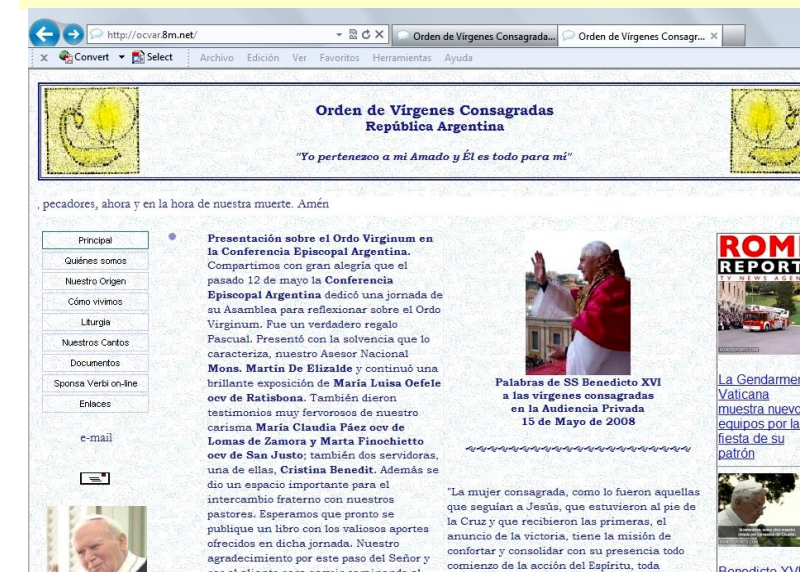 http://ocvar.8m.net/
Orden de Vírgenes Consagrada...
Orden de Vírgenes Consagr...
x Convert Select
Archivo Edición Ver Favoritos Herramientas Ayuda
Orden de Vírgenes Consagradas
República Argentina
"Yo pertenezco a mi Amado y Él es todo para mí"
, pecadores, ahora y en la hora de nuestra muerte. Amén
Principal
Quiénes somos
Nuestro Origen
Cómo vivimos
Liturgia
Nuestros Cantos
Documentos
Sponsa Verbi on-line
Enlaces
e-mail
Presentación sobre el Ordo Virginum en
la Conferencia Episcopal Argentina.
Compartimos con gran alegría que el
pasado 12 de mayo la Conferencia
Episcopal Argentina dedicó una jornada de
su Asamblea para reflexionar sobre el Ordo
Virginum. Fue un verdadero regalo
Pascual. Presentó con la solvencia que lo
caracteriza, nuestro Asesor Nacional
Mons. Martín De Elizalde y continuó una
brillante exposición de María Luisa Oefele
ocv de Ratisbona. También dieron
testimonios muy fervorosos de nuestro
carisma María Claudia Páez ocv de
Lomas de Zamora y Marta Finochietto
ocv de San Justo; también dos servidoras,
una de ellas, Cristina Benedit. Además se
dio un espacio importante para el
intercambio fraterno con nuestros
pastores. Esperamos que pronto se
publique un libro con los valiosos aportes
ofrecidos en dicha jornada. Nuestro
agradecimiento por este paso del Señor y
Palabras de SS Benedicto XVI
a las vírgenes consagradas
en la Audiencia Privada
15 de Mayo de 2008
"La mujer consagrada, como lo fueron aquellas
que seguían a Jesús, que estuvieron al pie de
la Cruz y que recibieron las primeras, el
anuncio de la victoria, tiene la misión de
confortar y consolidar con su presencia todo
comienzo de la acción del Espíritu, toda
ROM
REPORT
TV NEWS AGEN
La Gendarmer
Vaticana
muestra nuevo
equipos por la
fiesta de su
patrón
Benedicto XVI